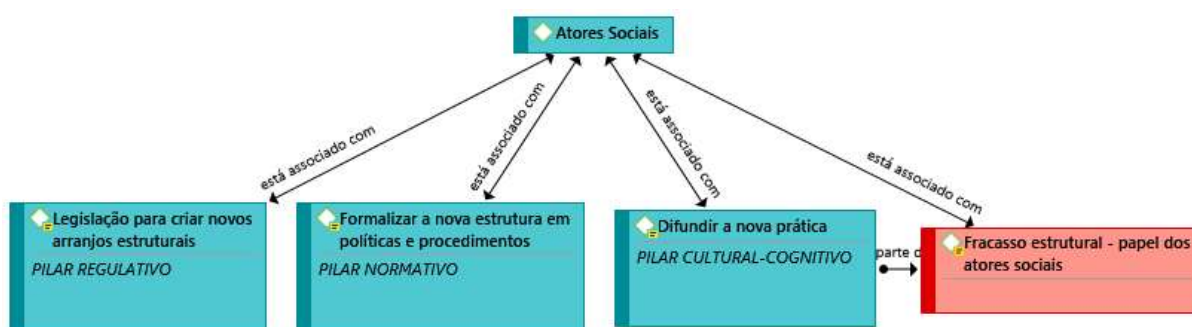 Atores Sociais
está associado com
está associado com
está associado com
está associado com
Legislação para criar novos
arranjos estruturais
PILAR REGULATIVO
Formalizar a nova estrutura em
políticas e procedimentos
PILAR NORMATIVO
Difundir a nova prática
PILAR CULTURAL-COGNITIVO
parte d
Fracasso estrutural - papel dos
atores sociais